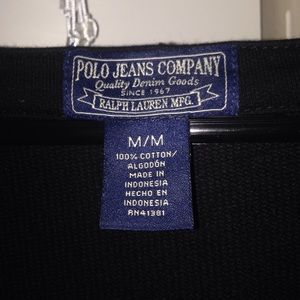 POLO JEANS COMPANY
Quality Denim Goods
SINCE 1967
RALPH LAUREN MFG.
M/M
100% COTTON/
ALGODÓN
MADE IN
INDONESIA
HECHO EN
INDONESIA
RN41381